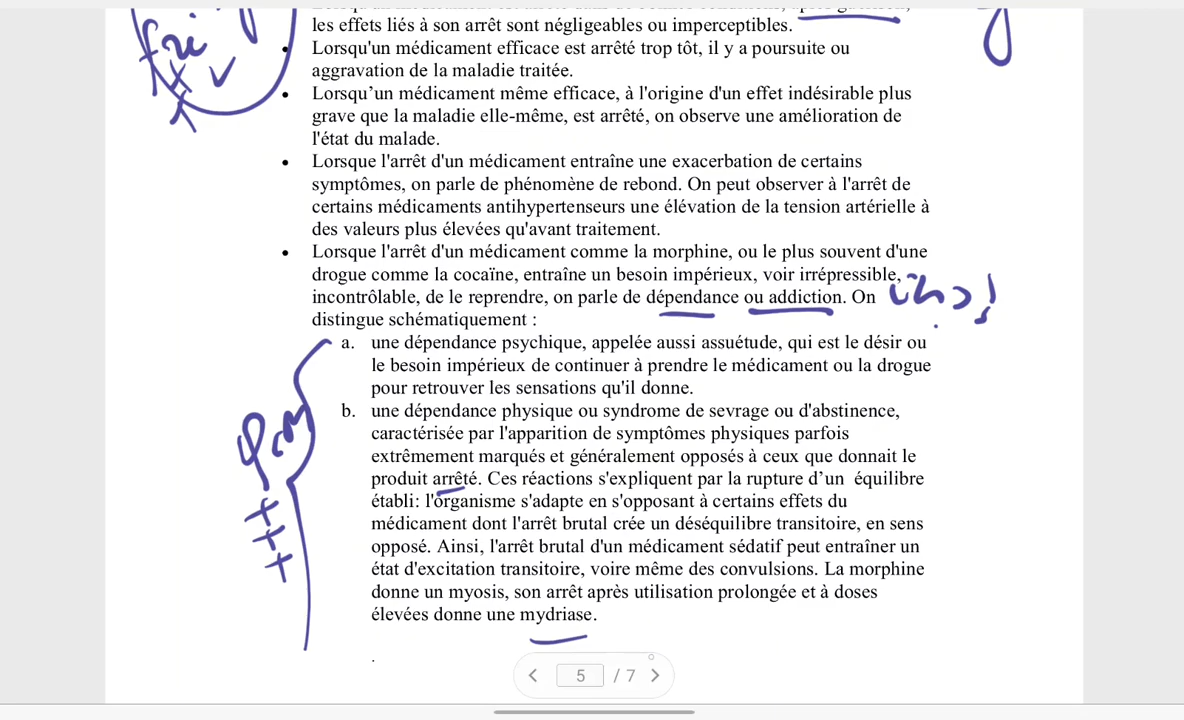 les effets liés à son arrêt sont négligeables ou imperceptibles.
• Lorsqu'un médicament efficace est arrêté trop tôt, il y a poursuite ou
aggravation de la maladie traitée.
• Lorsqu’un médicament même efficace, à l'origine d'un effet indésirable plus
grave que la maladie elle-même, est arrêté, on observe une amélioration de
l'état du malade.
• Lorsque l'arrêt d'un médicament entraîne une exacerbation de certains
symptômes, on parle de phénomène de rebond. On peut observer à l'arrêt de
certains médicaments antihypertenseurs une élévation de la tension artérielle à
des valeurs plus élevées qu'avant traitement.
• Lorsque l'arrêt d'un médicament comme la morphine, ou le plus souvent d'une
drogue comme la cocaïne, entraîne un besoin impérieux, voir irrépressible,
incontrôlable, de le reprendre, on parle de dépendance ou addiction. On
distingue schématiquement :
a. une dépendance psychique, appelée aussi assuétude, qui est le désir ou
le besoin impérieux de continuer à prendre le médicament ou la drogue
pour retrouver les sensations qu'il donne.
b. une dépendance physique ou syndrome de sevrage ou d'abstinence,
caractérisée par l'apparition de symptômes physiques parfois
extrêmement marqués et généralement opposés à ceux que donnait le
produit arrêté. Ces réactions s'expliquent par la rupture d’un équilibre
établi: l'organisme s'adapte en s'opposant à certains effets du
médicament dont l'arrêt brutal crée un déséquilibre transitoire, en sens
opposé. Ainsi, l'arrêt brutal d'un médicament sédatif peut entraîner un
état d'excitation transitoire, voire même des convulsions. La morphine
donne un myosis, son arrêt après utilisation prolongée et à doses
élevées donne une mydriase.
QCM
+++
.
5 / 7